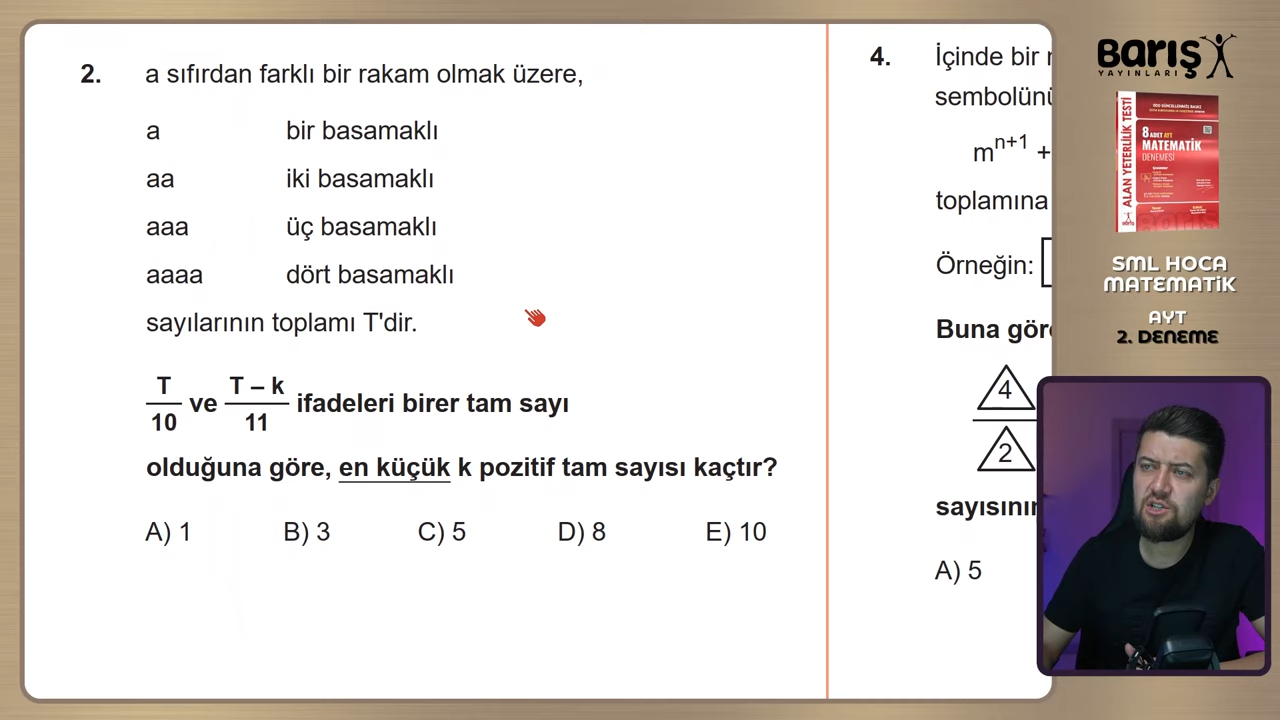 2. a sıfırdan farklı bir rakam olmak üzere,
a bir basamaklı
aa iki basamaklı
aaa üç basamaklı
aaaa dört basamaklı
sayılarının toplamı T'dir.
T/10 ve T – k/11 ifadeleri birer tam sayı
olduğuna göre, en küçük k pozitif tam sayısı kaçtır?
A) 1 B) 3 C) 5 D) 8 E) 10
4. İçinde bir
sembolünü
m^n+1 +
toplamına
Örneğin:
Buna göre
4
2
sayısının
A) 5
BARIŞ
YAYINLARI
ALAN YETERLİLİK TESTİ
8 ADET AYT
MATEMATİK
DENEMESİ
SML HOCA
MATEMATİK
AYT
2. DENEME